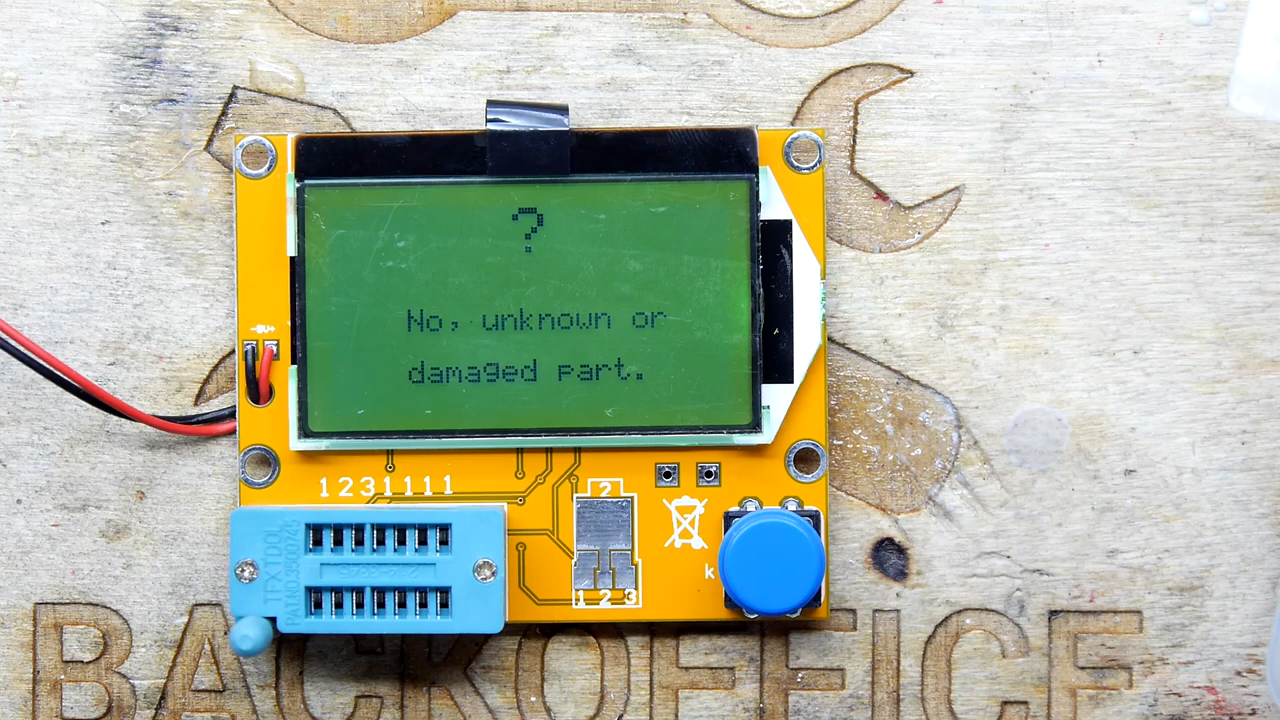 ?
No, unknown or
damaged part.
-9V+
1231111
2
k
1 2 3
BACKOFFICE